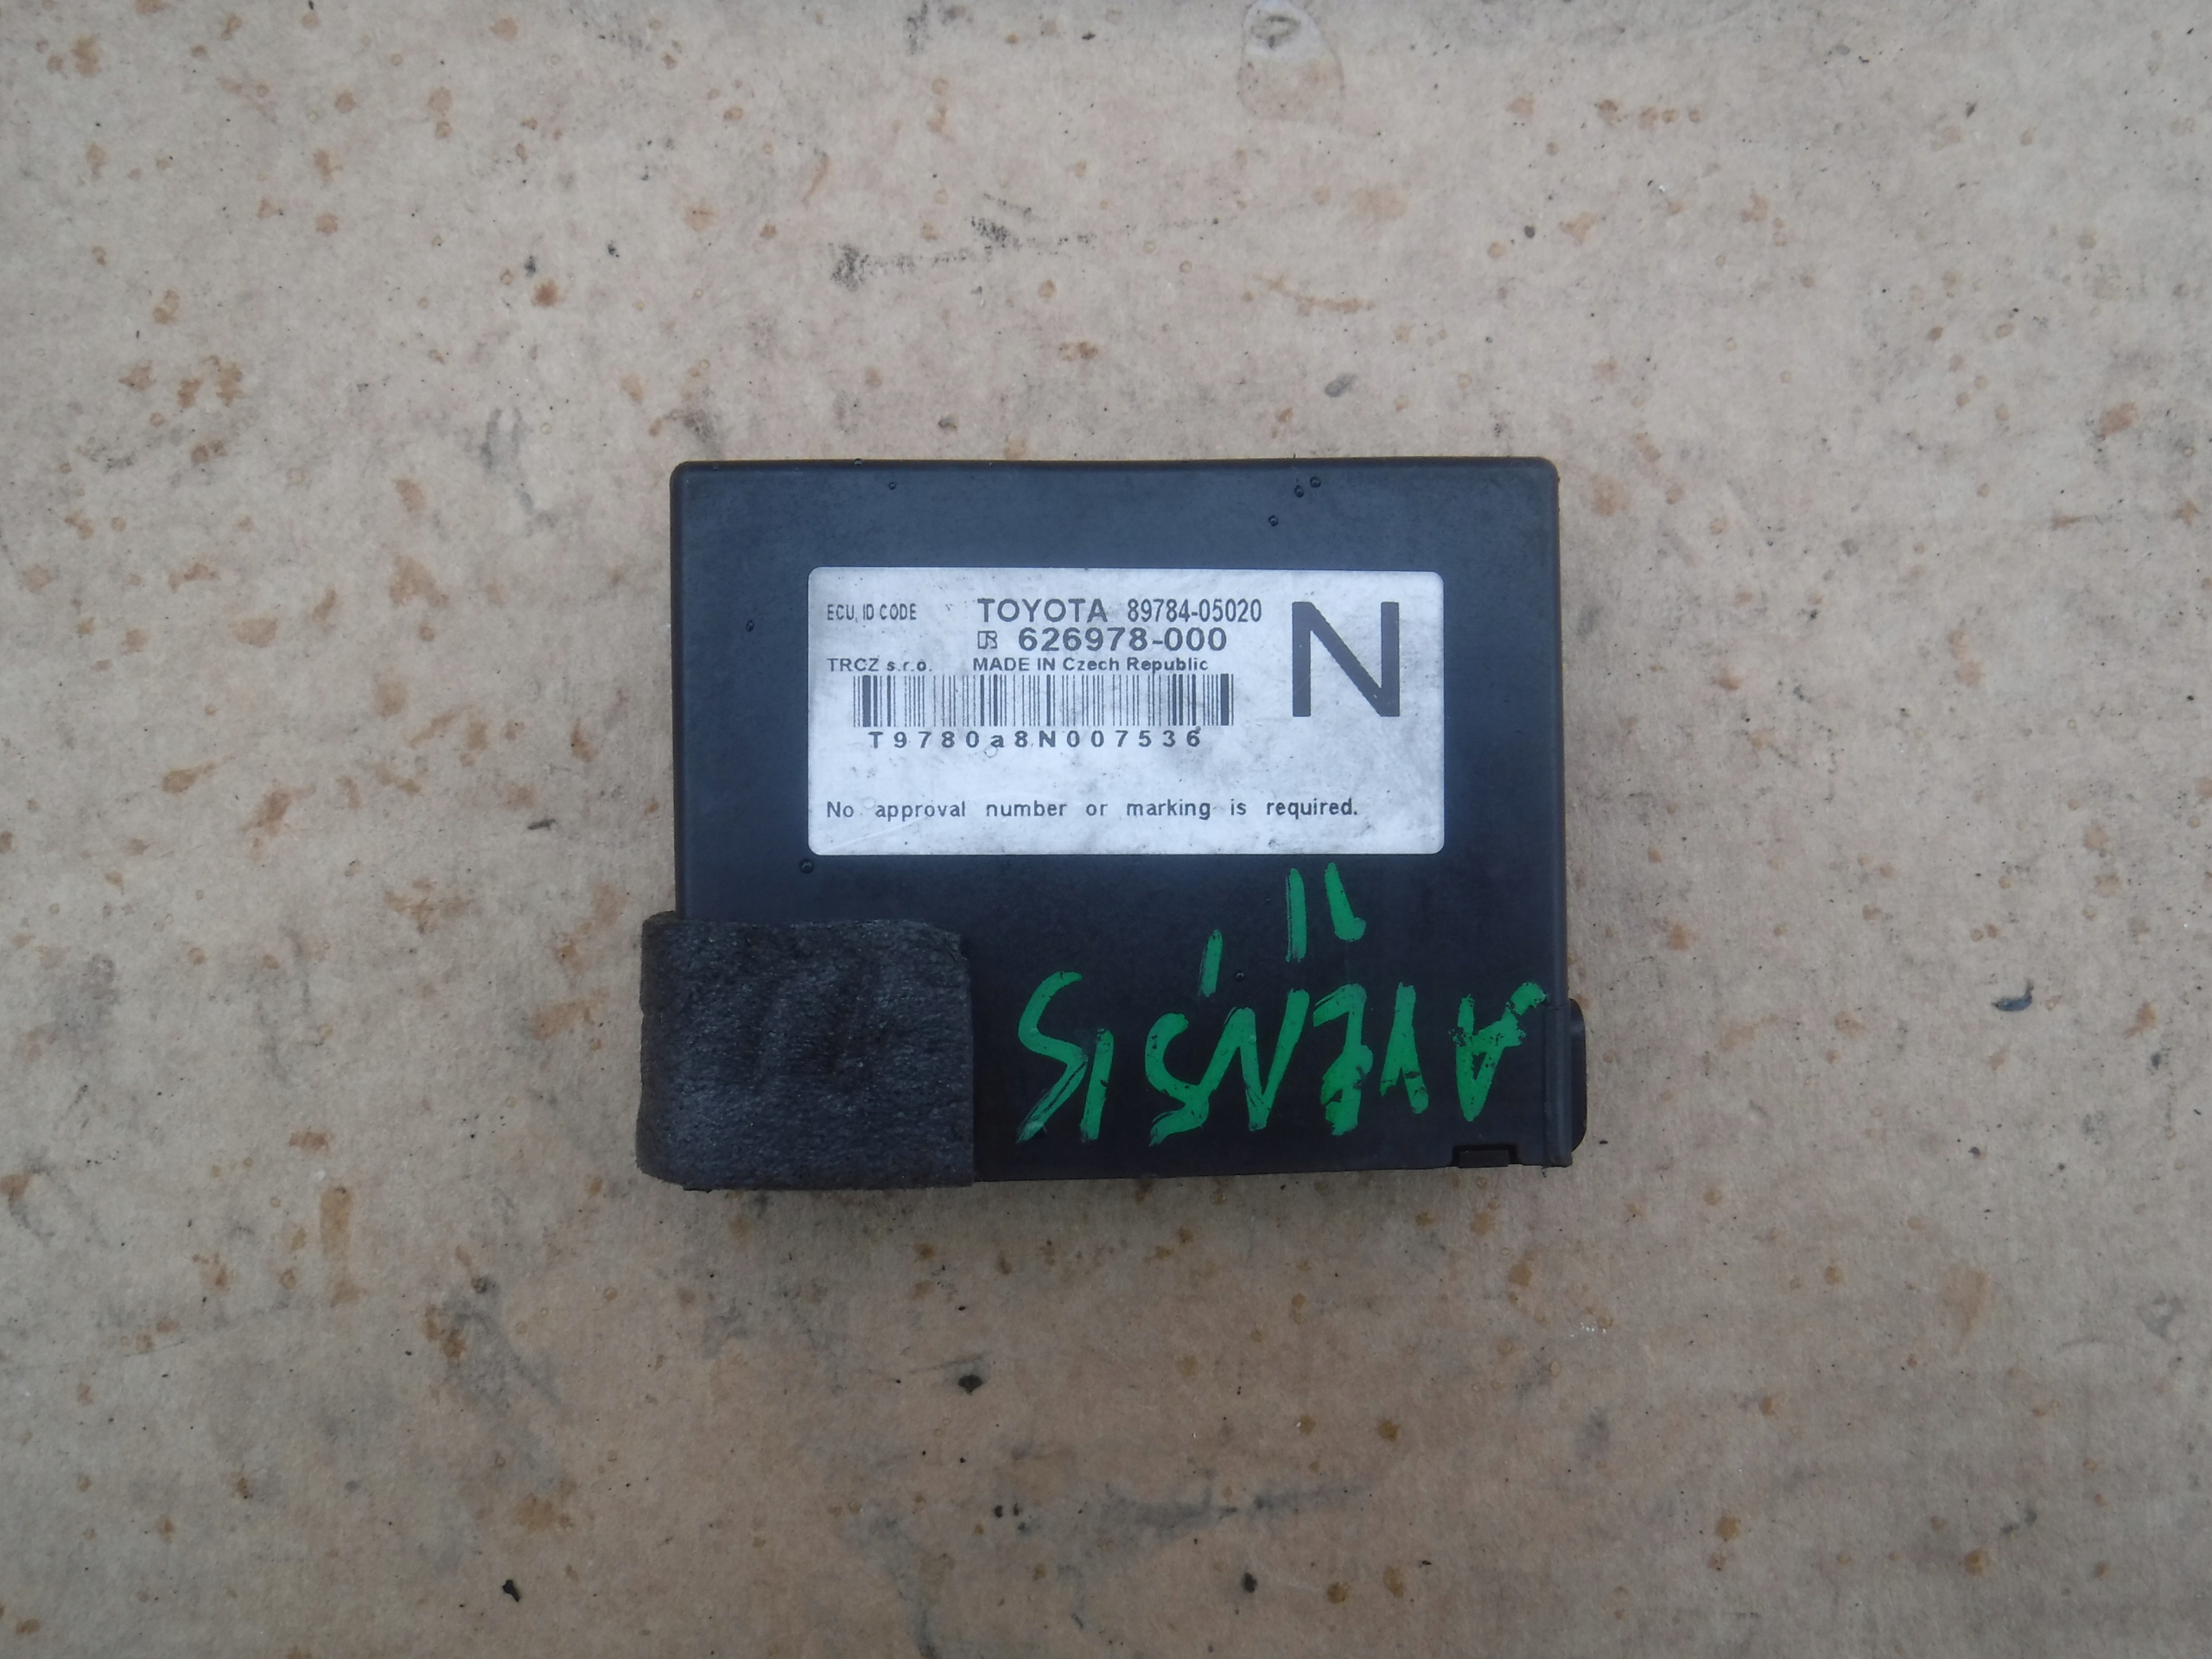 ECU, ID CODE TOYOTA 89784-05020
626978-000 N
TRCZ s.r.o. MADE IN Czech Republic
T9780a8N007536
No approval number or marking is required.
AVENSIS
11